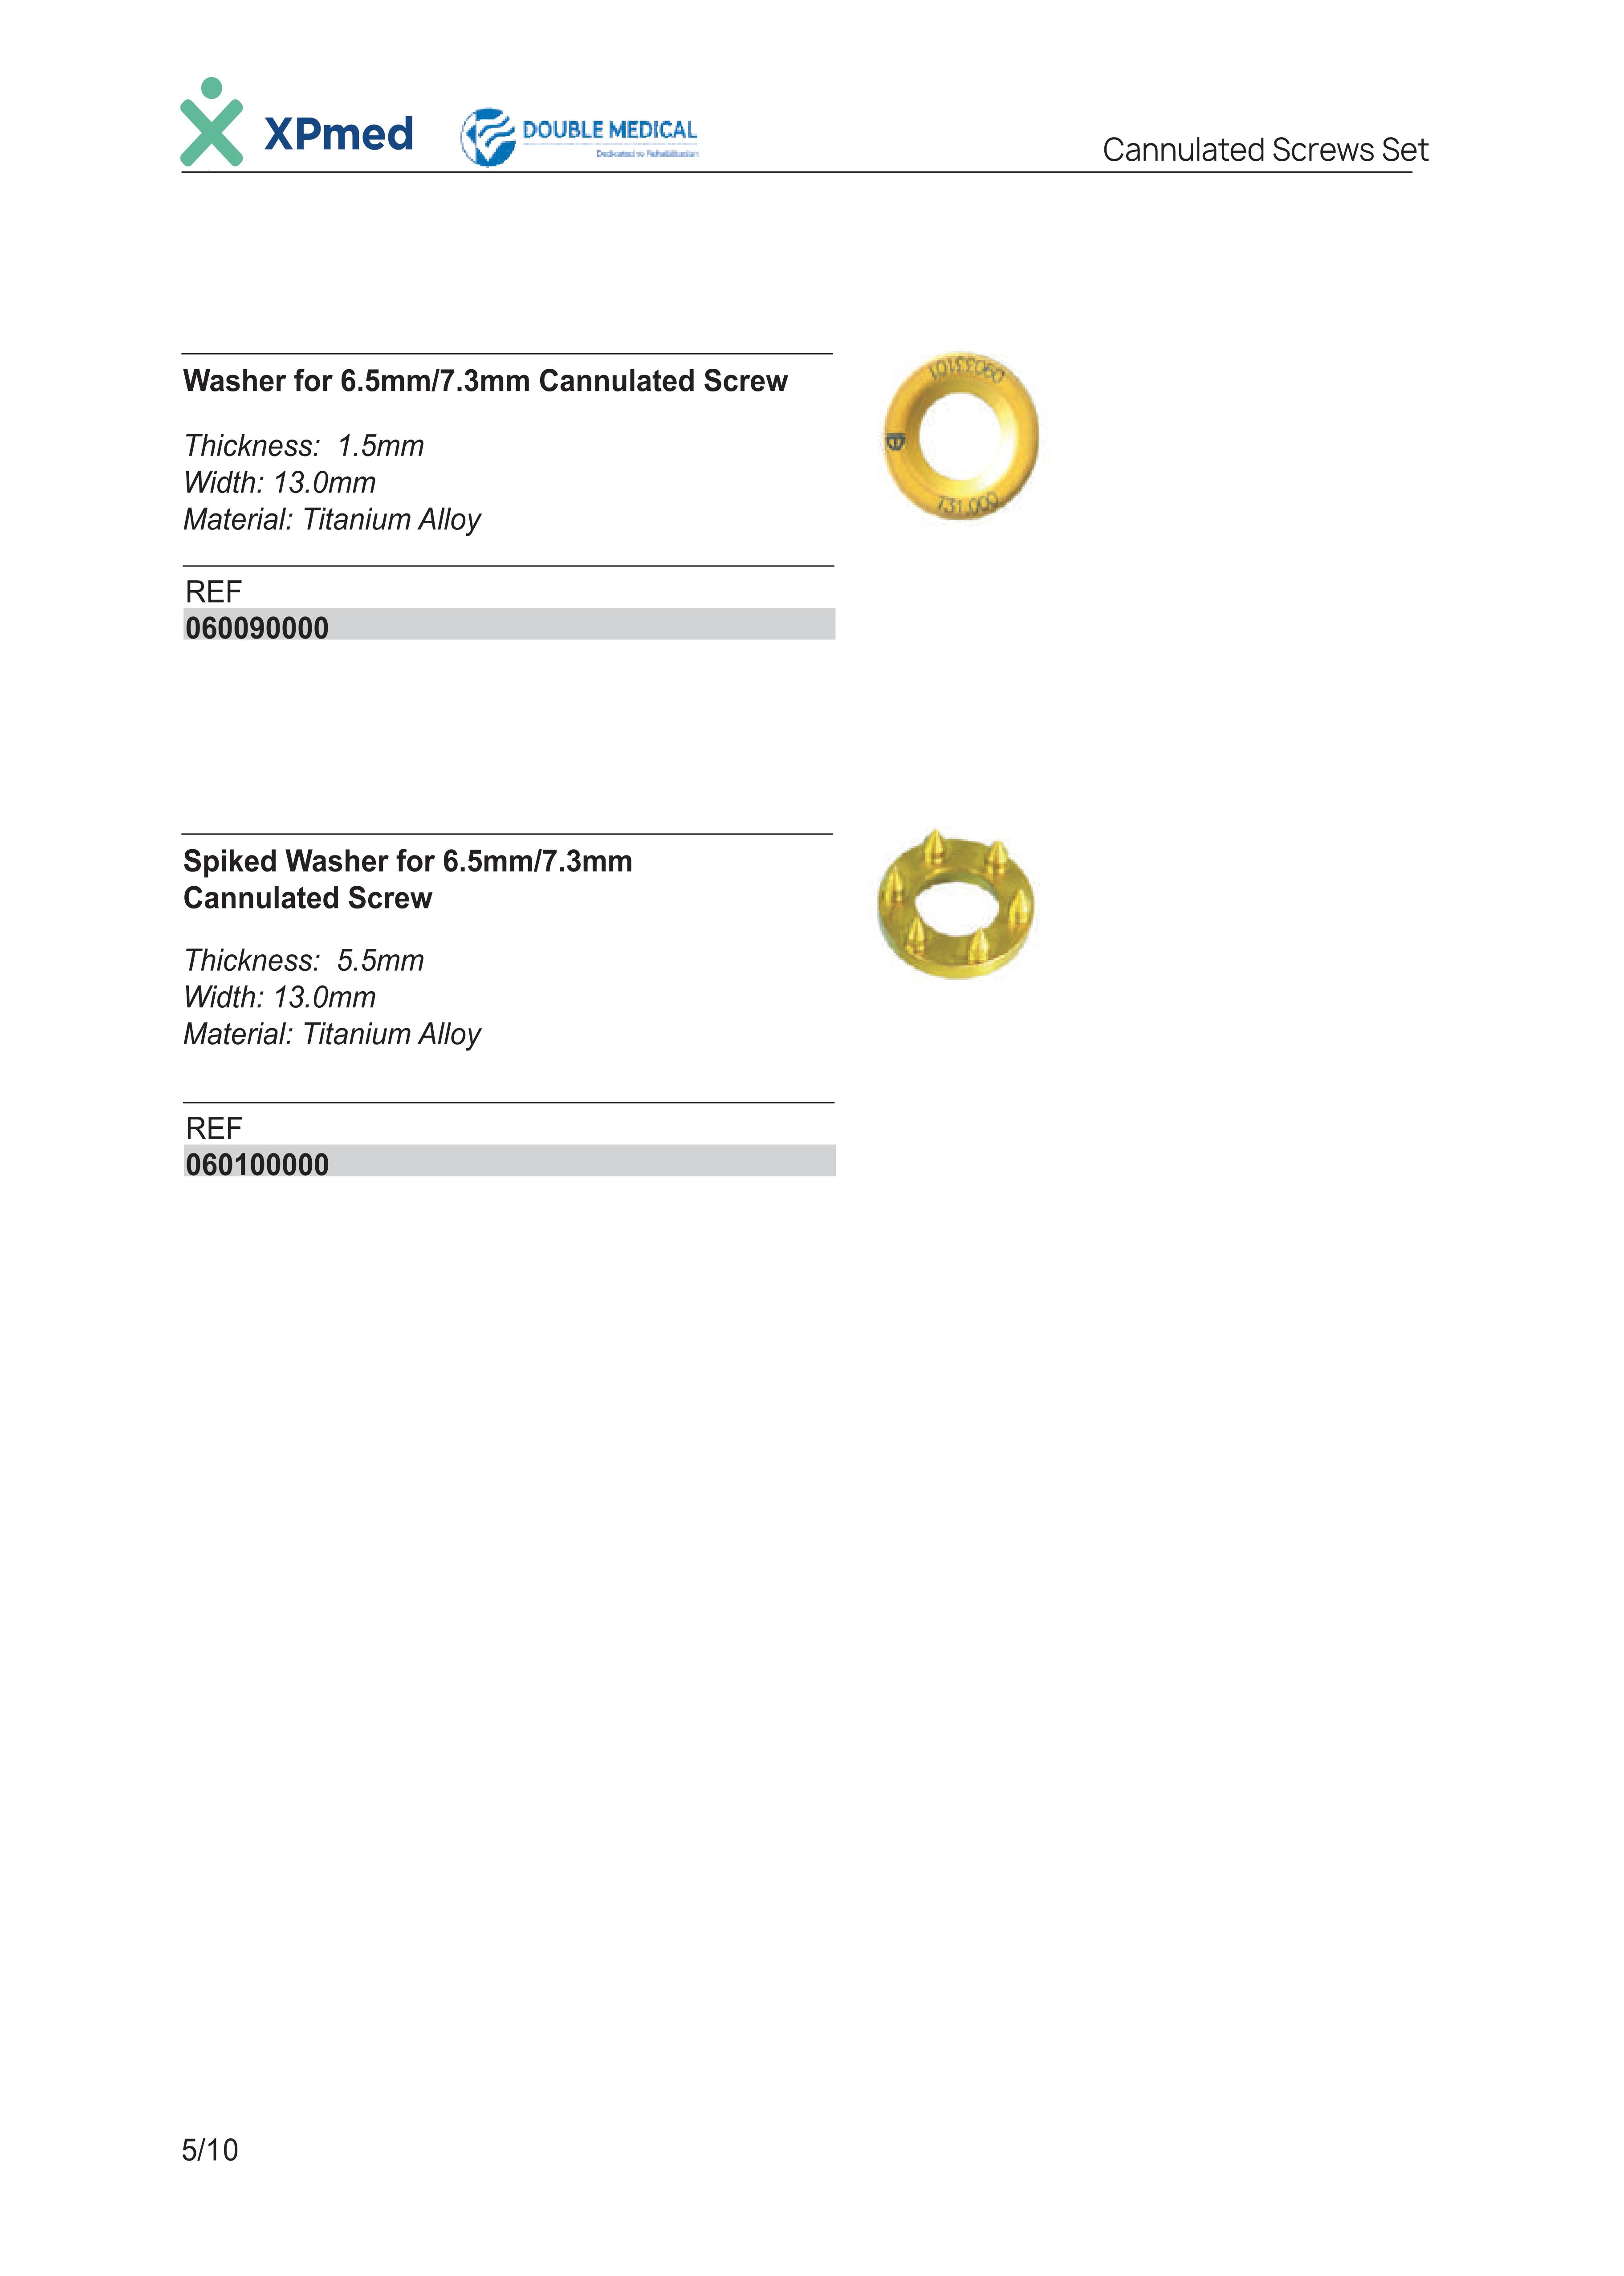 XPmed
DOUBLE MEDICAL
Dedicated to Rehabilitation
Cannulated Screws Set
Washer for 6.5mm/7.3mm Cannulated Screw
Thickness: 1.5mm
Width: 13.0mm
Material: Titanium Alloy
REF
060090000
Spiked Washer for 6.5mm/7.3mm
Cannulated Screw
Thickness: 5.5mm
Width: 13.0mm
Material: Titanium Alloy
REF
060100000
5/10